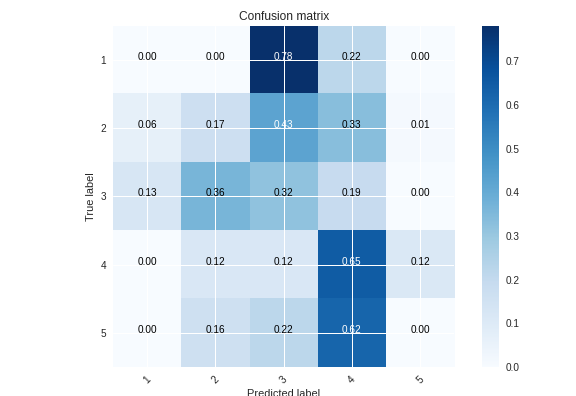 Confusion matrix
1 0.00 0.00 0.78 0.22 0.00
2 0.06 0.17 0.43 0.33 0.01
3 0.13 0.36 0.32 0.19 0.00
4 0.00 0.12 0.12 0.65 0.12
5 0.00 0.16 0.22 0.62 0.00
True label
1 2 3 4 5
Predicted label
0.7
0.6
0.5
0.4
0.3
0.2
0.1
0.0